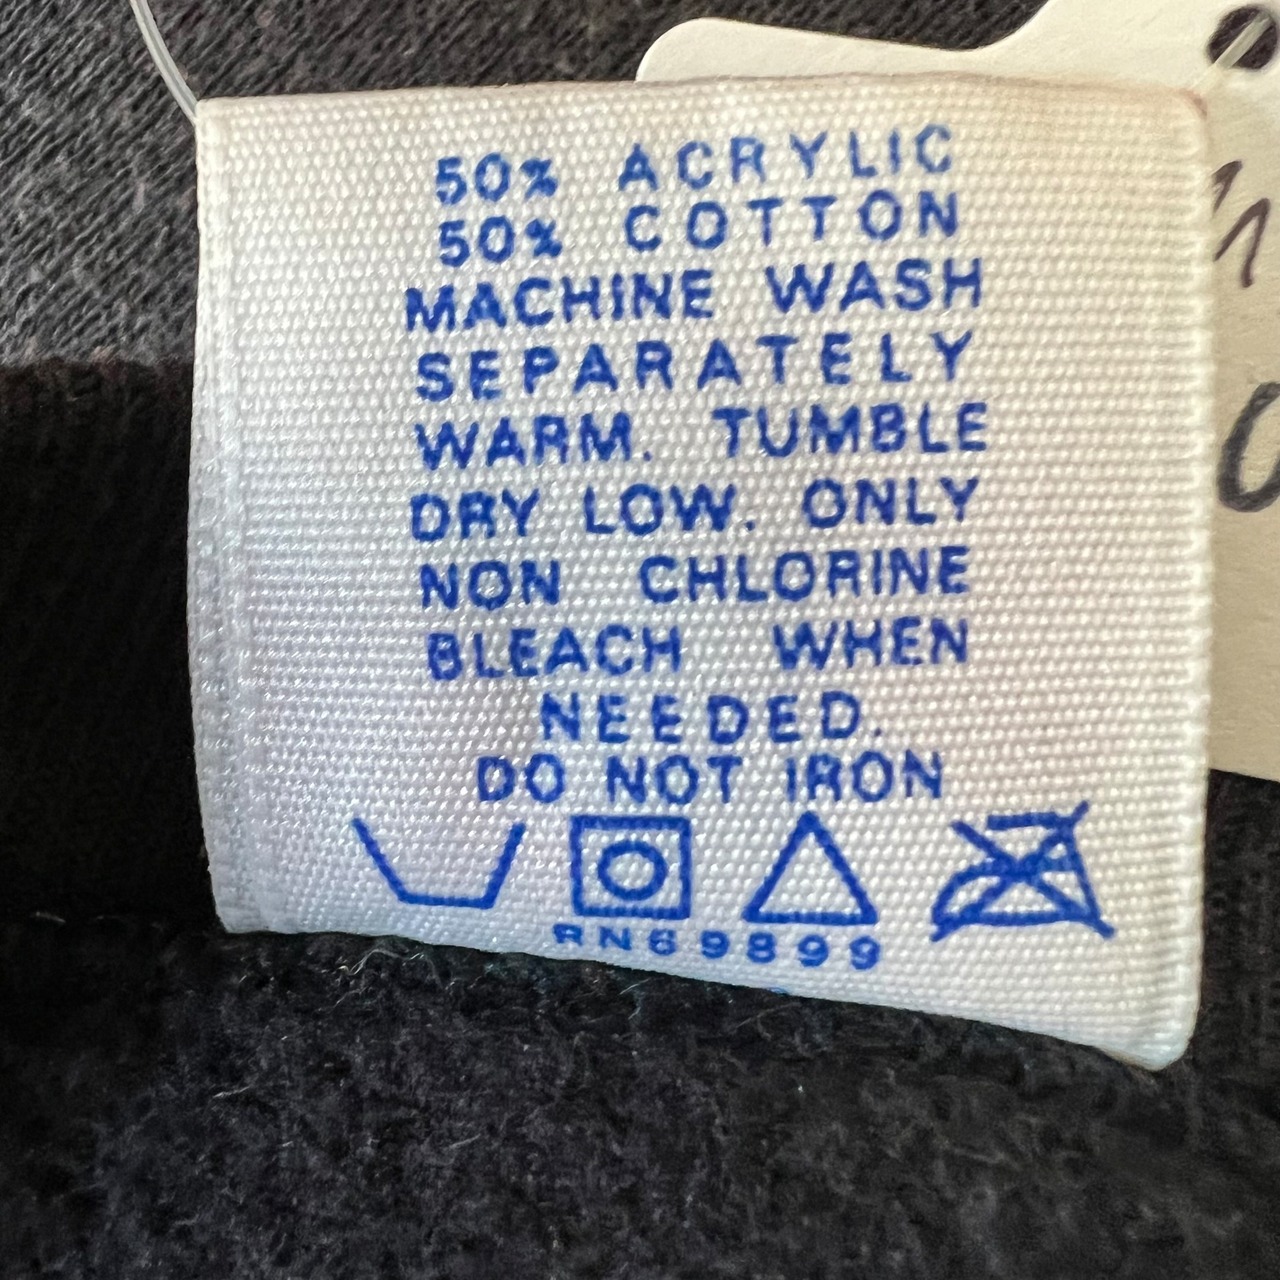 50% ACRYLIC
50% COTTON
MACHINE WASH
SEPARATELY
WARM. TUMBLE
DRY LOW. ONLY
NON CHLORINE
BLEACH WHEN
NEEDED.
DO NOT IRON
RN69899